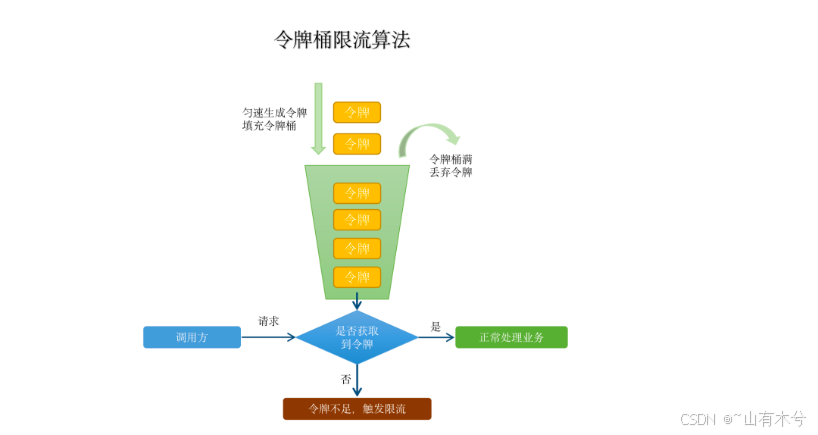 令牌桶限流算法
匀速生成令牌
填充令牌桶
令牌
令牌
令牌桶满
丢弃令牌
令牌
令牌
令牌
令牌
调用方
请求
是否获取
到令牌
是
正常处理业务
否
令牌不足，触发限流
CSDN @~山有木兮